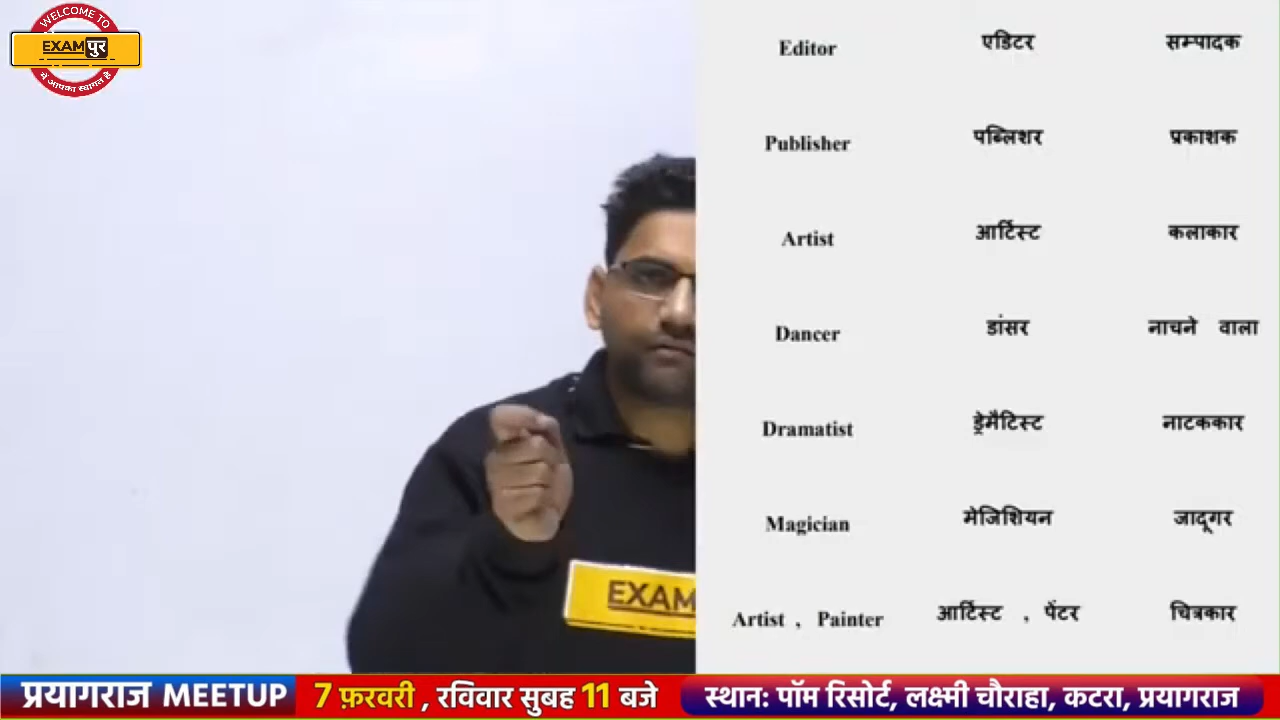 WELCOME TO
EXAMपुर
में आपका स्वागत है
Editor एडिटर सम्पादक
Publisher पब्लिशर प्रकाशक
Artist आर्टिस्ट कलाकार
Dancer डांसर नाचने वाला
Dramatist ड्रेमैटिस्ट नाटककार
Magician मेजिशियन जादूगर
Artist , Painter आर्टिस्ट , पेंटर चित्रकार
EXAM
प्रयागराज MEETUP 7 फ़रवरी , रविवार सुबह 11 बजे स्थान: पॉम रिसोर्ट, लक्ष्मी चौराहा, कटरा, प्रयागराज